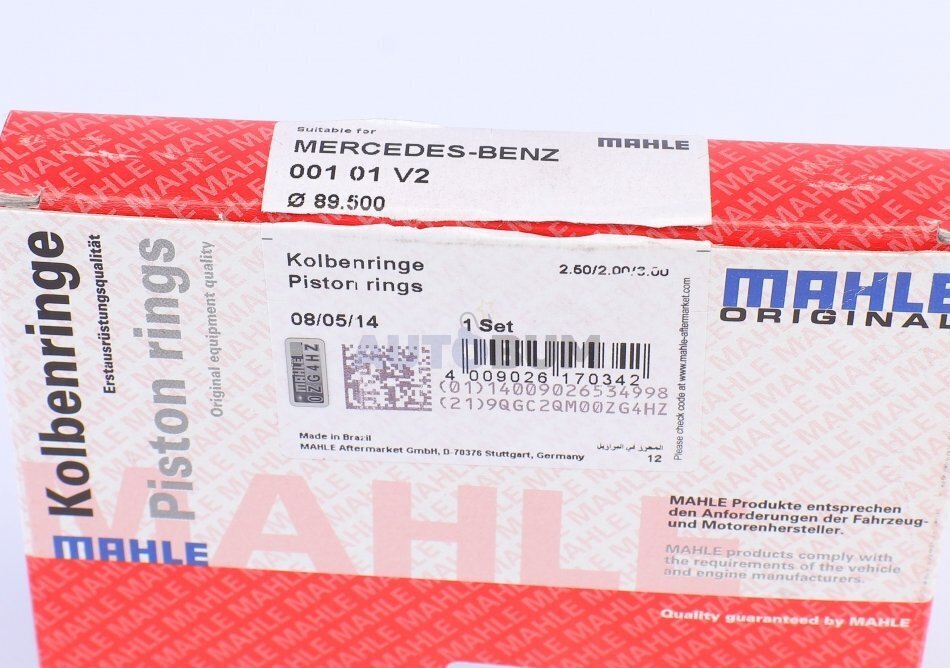 Suitable for
MERCEDES-BENZ
001 01 V2
Ø 89.500
MAHLE
Kolbenringe
Piston rings
2.50/2.00/3.00
08/05/14
1 Set
AUTODUM
MAHLE
0ZG4HZ
4 009026 170342
(01)14009026534998
(21)9QGC2QM00ZG4HZ
Made in Brazil
MAHLE Aftermarket GmbH, D-70376 Stuttgart, Germany
12
Please check code at www.mahle-aftermarket.com
Kolbenringe
Erstausrüstungsqualität
Piston rings
Original equipment quality
MAHLE
MAHLE
ORIGINAL
MAHLE
MAHLE Produkte entsprechen
den Anforderungen der Fahrzeug-
und Motorenhersteller.
MAHLE products comply with
the requirements of the vehicle
and engine manufacturers.
Quality guaranteed by MAHLE